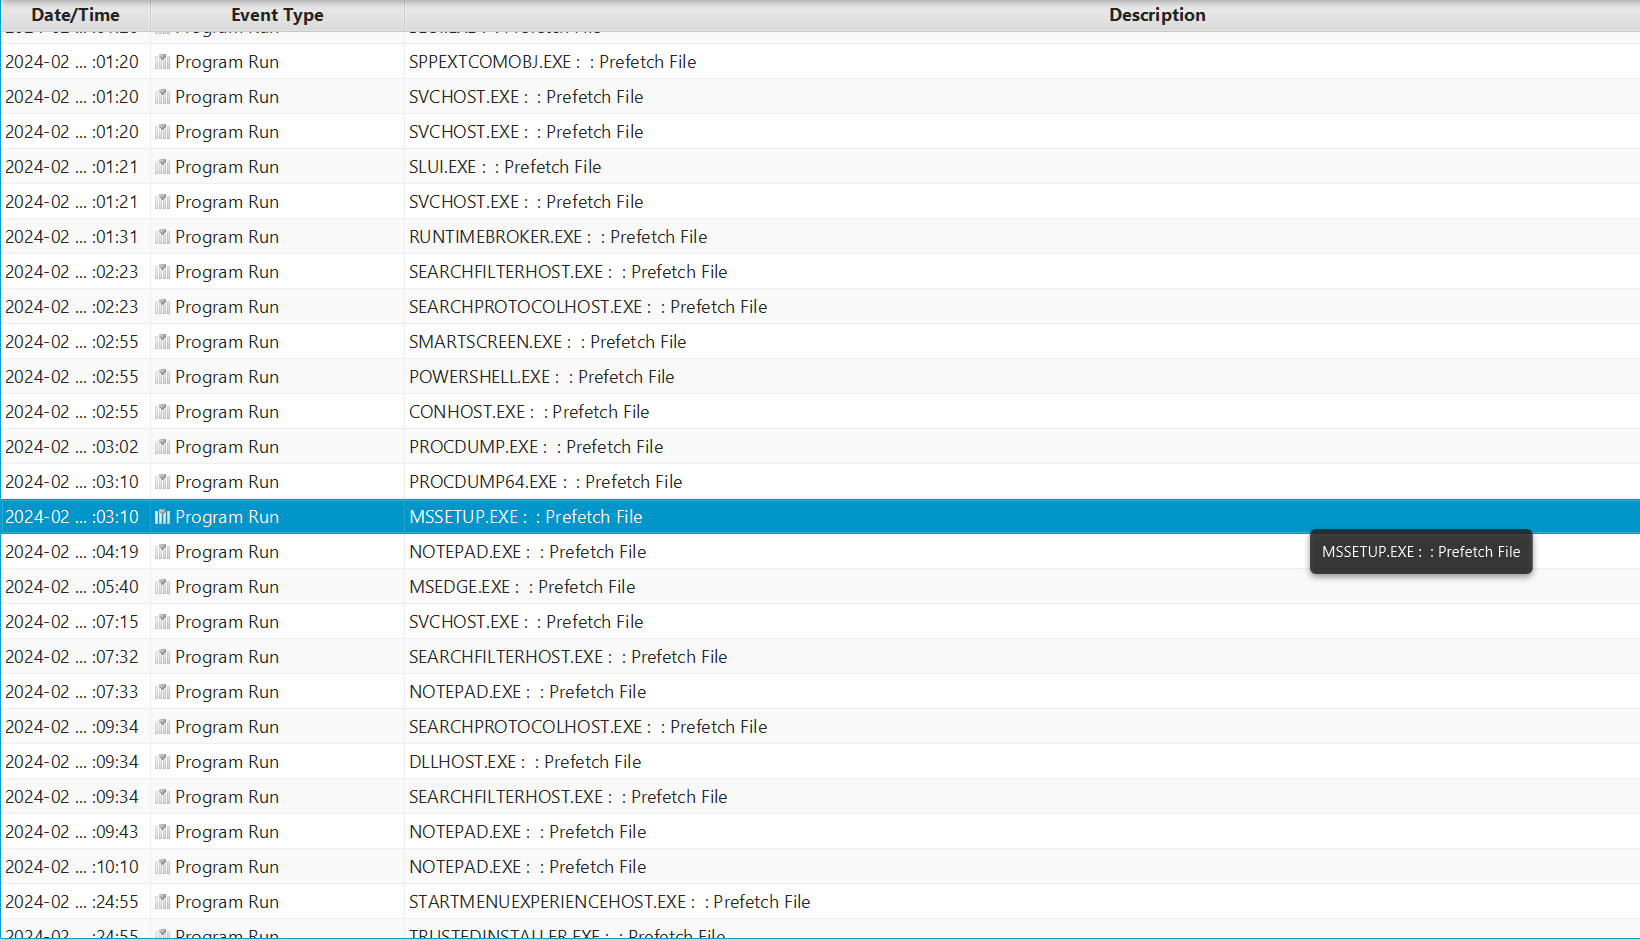 Date/Time Event Type Description
2024-02 ... :01:20 Program Run SPPEXTCOMOBJ.EXE :  : Prefetch File
2024-02 ... :01:20 Program Run SVCHOST.EXE :  : Prefetch File
2024-02 ... :01:20 Program Run SVCHOST.EXE :  : Prefetch File
2024-02 ... :01:21 Program Run SLUI.EXE :  : Prefetch File
2024-02 ... :01:21 Program Run SVCHOST.EXE :  : Prefetch File
2024-02 ... :01:31 Program Run RUNTIMEBROKER.EXE :  : Prefetch File
2024-02 ... :02:23 Program Run SEARCHFILTERHOST.EXE :  : Prefetch File
2024-02 ... :02:23 Program Run SEARCHPROTOCOLHOST.EXE :  : Prefetch File
2024-02 ... :02:55 Program Run SMARTSCREEN.EXE :  : Prefetch File
2024-02 ... :02:55 Program Run POWERSHELL.EXE :  : Prefetch File
2024-02 ... :02:55 Program Run CONHOST.EXE :  : Prefetch File
2024-02 ... :03:02 Program Run PROCDUMP.EXE :  : Prefetch File
2024-02 ... :03:10 Program Run PROCDUMP64.EXE :  : Prefetch File
2024-02 ... :03:10 Program Run MSSETUP.EXE :  : Prefetch File
2024-02 ... :04:19 Program Run NOTEPAD.EXE :  : Prefetch File
MSSETUP.EXE :  : Prefetch File
2024-02 ... :05:40 Program Run MSEDGE.EXE :  : Prefetch File
2024-02 ... :07:15 Program Run SVCHOST.EXE :  : Prefetch File
2024-02 ... :07:32 Program Run SEARCHFILTERHOST.EXE :  : Prefetch File
2024-02 ... :07:33 Program Run NOTEPAD.EXE :  : Prefetch File
2024-02 ... :09:34 Program Run SEARCHPROTOCOLHOST.EXE :  : Prefetch File
2024-02 ... :09:34 Program Run DLLHOST.EXE :  : Prefetch File
2024-02 ... :09:34 Program Run SEARCHFILTERHOST.EXE :  : Prefetch File
2024-02 ... :09:43 Program Run NOTEPAD.EXE :  : Prefetch File
2024-02 ... :10:10 Program Run NOTEPAD.EXE :  : Prefetch File
2024-02 ... :24:55 Program Run STARTMENUEXPERIENCEHOST.EXE :  : Prefetch File
2024-02 ... :24:55 Program Run TRUSTEDINSTALLER.EXE :  : Prefetch File